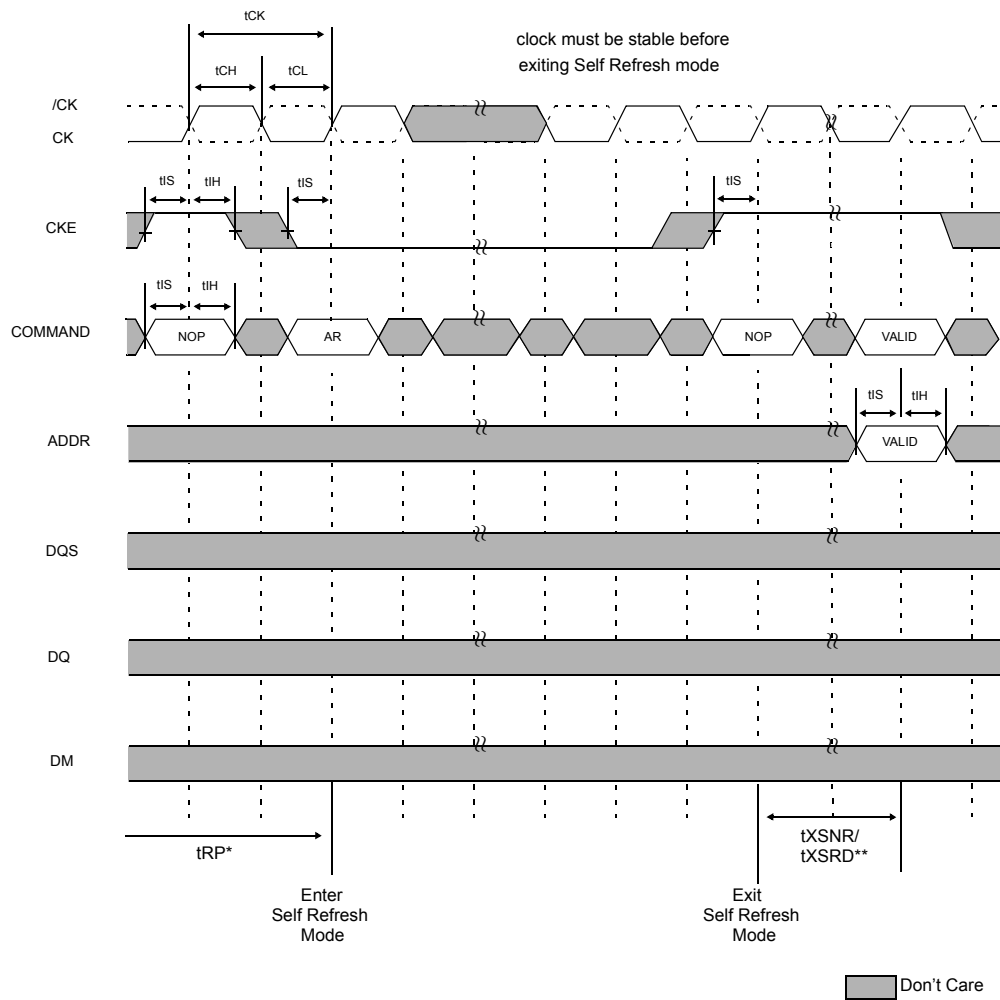 tCK
clock must be stable before
exiting Self Refresh mode
tCH
tCL
/CK
CK
tIS
tIH
tIS
tIS
CKE
tIS
tIH
COMMAND
NOP
AR
NOP
VALID
tIS
tIH
ADDR
VALID
DQS
DQ
DM
tRP*
tXSNR/
tXSRD**
Enter
Self Refresh
Mode
Exit
Self Refresh
Mode
Don't Care